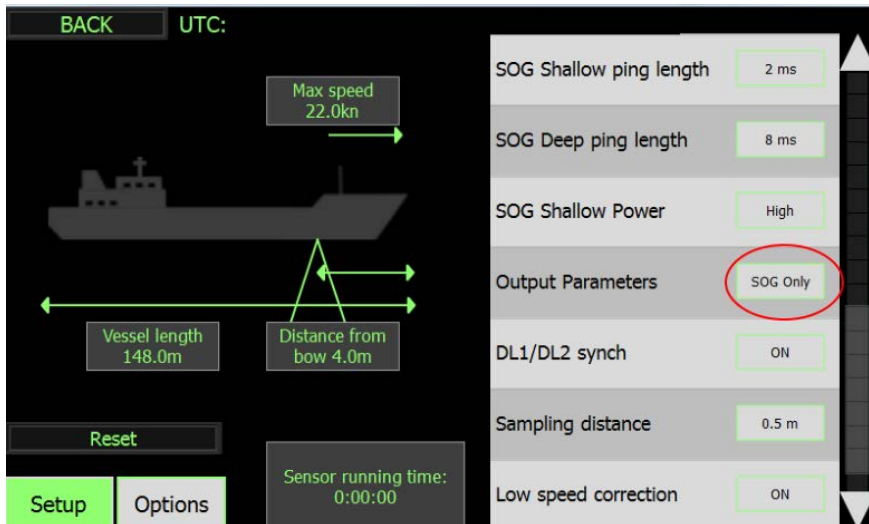 BACK UTC:
Max speed
22.0kn
Vessel length
148.0m
Distance from
bow 4.0m
Reset
Sensor running time:
0:00:00
Setup Options
SOG Shallow ping length 2 ms
SOG Deep ping length 8 ms
SOG Shallow Power High
Output Parameters SOG Only
DL1/DL2 synch ON
Sampling distance 0.5 m
Low speed correction ON